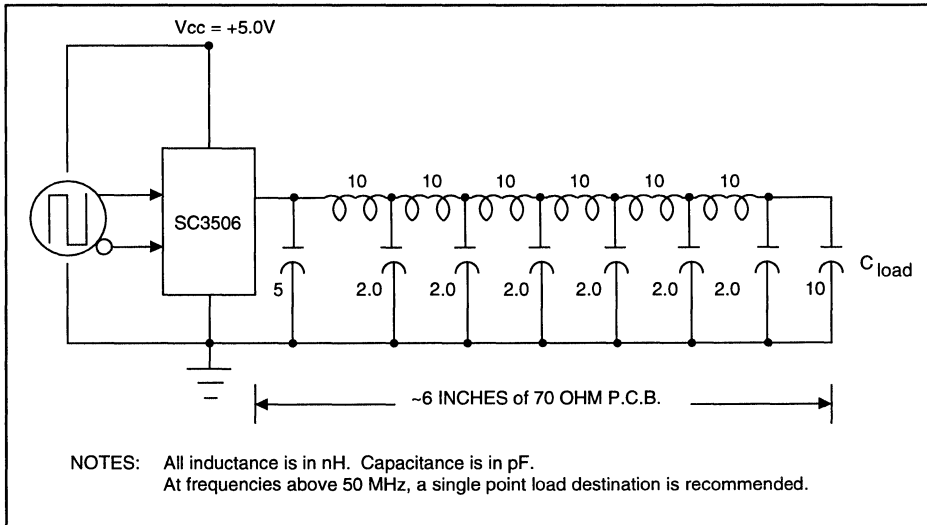 Vcc = +5.0V
10 10 10 10 10 10
SC3506
C load
5 2.0 2.0 2.0 2.0 2.0 2.0 10
~6 INCHES of 70 OHM P.C.B.
NOTES: All inductance is in nH. Capacitance is in pF.
At frequencies above 50 MHz, a single point load destination is recommended.